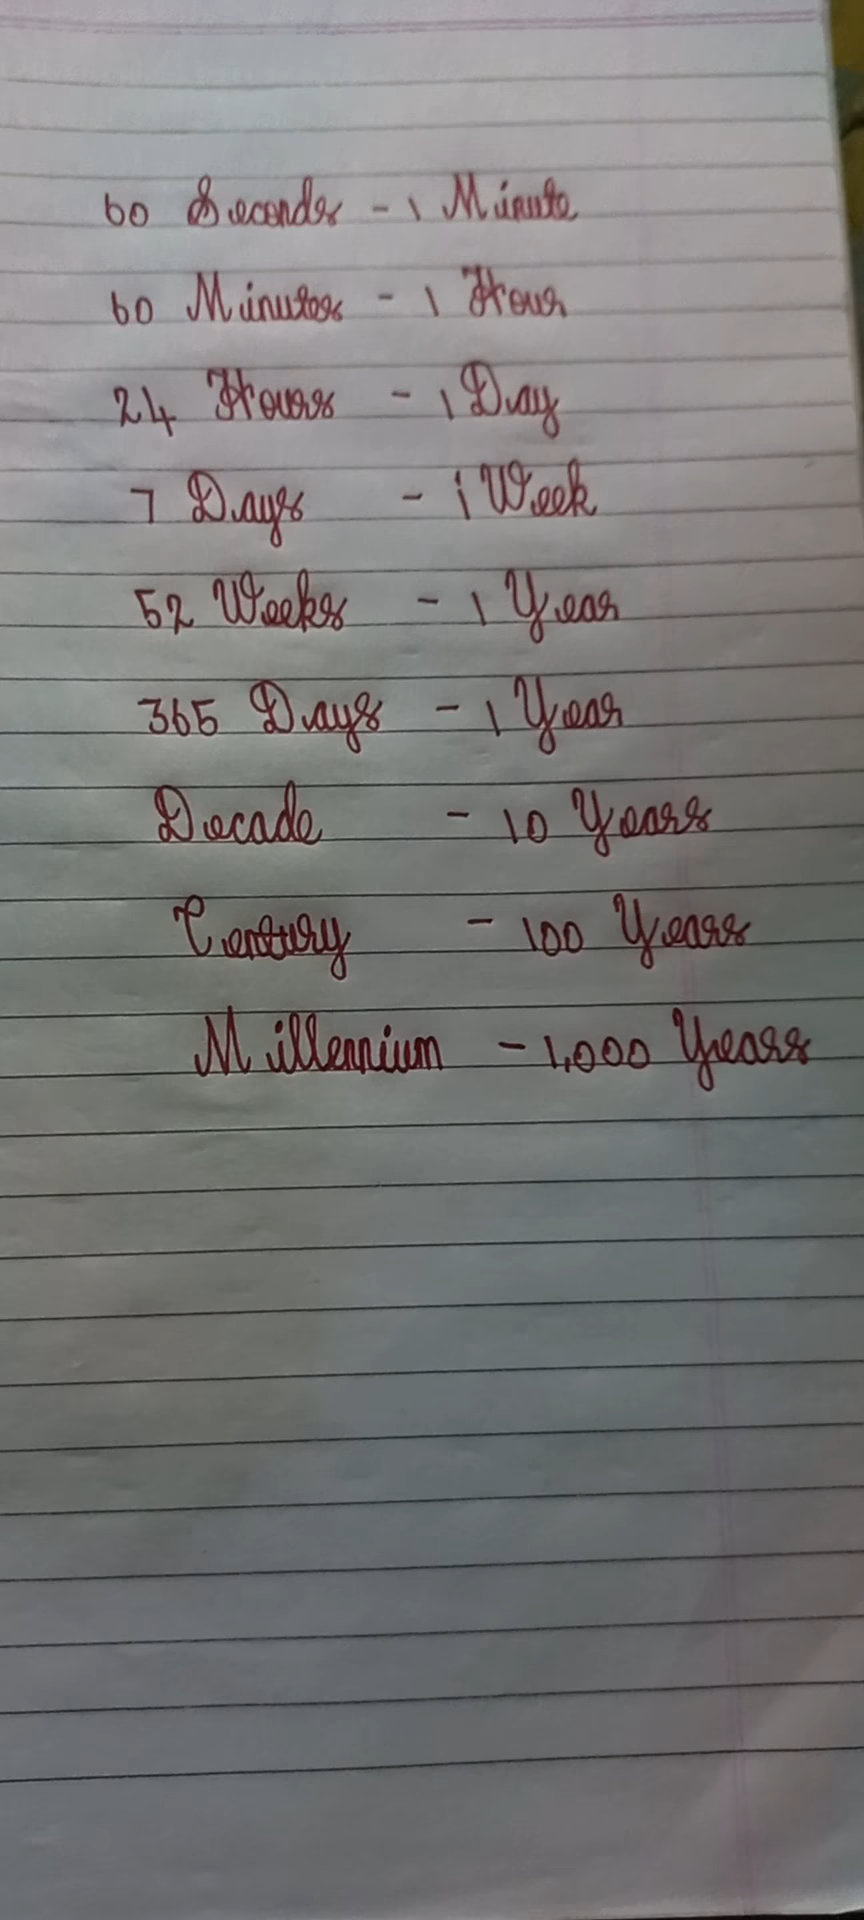 60 Seconds - 1 Minute
60 Minutes - 1 Hour
24 Hours - 1 Day
7 Days - 1 Week
52 Weeks - 1 Year
365 Days - 1 Year
Decade - 10 Years
Century - 100 Years
Millennium - 1,000 Years